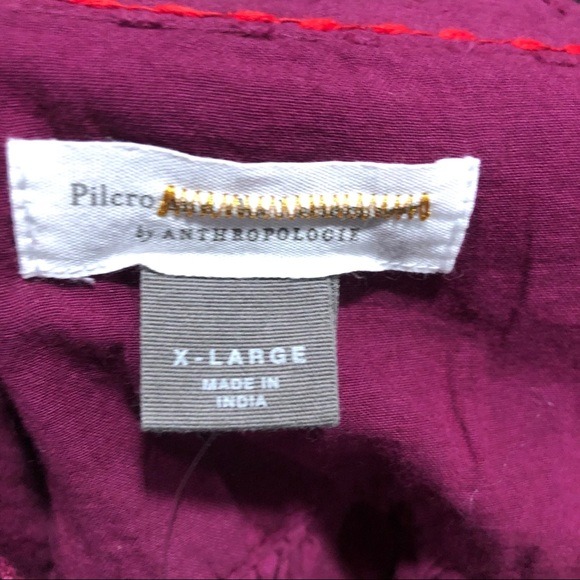 Pilcro
by ANTHROPOLOGIE
X-LARGE
MADE IN
INDIA